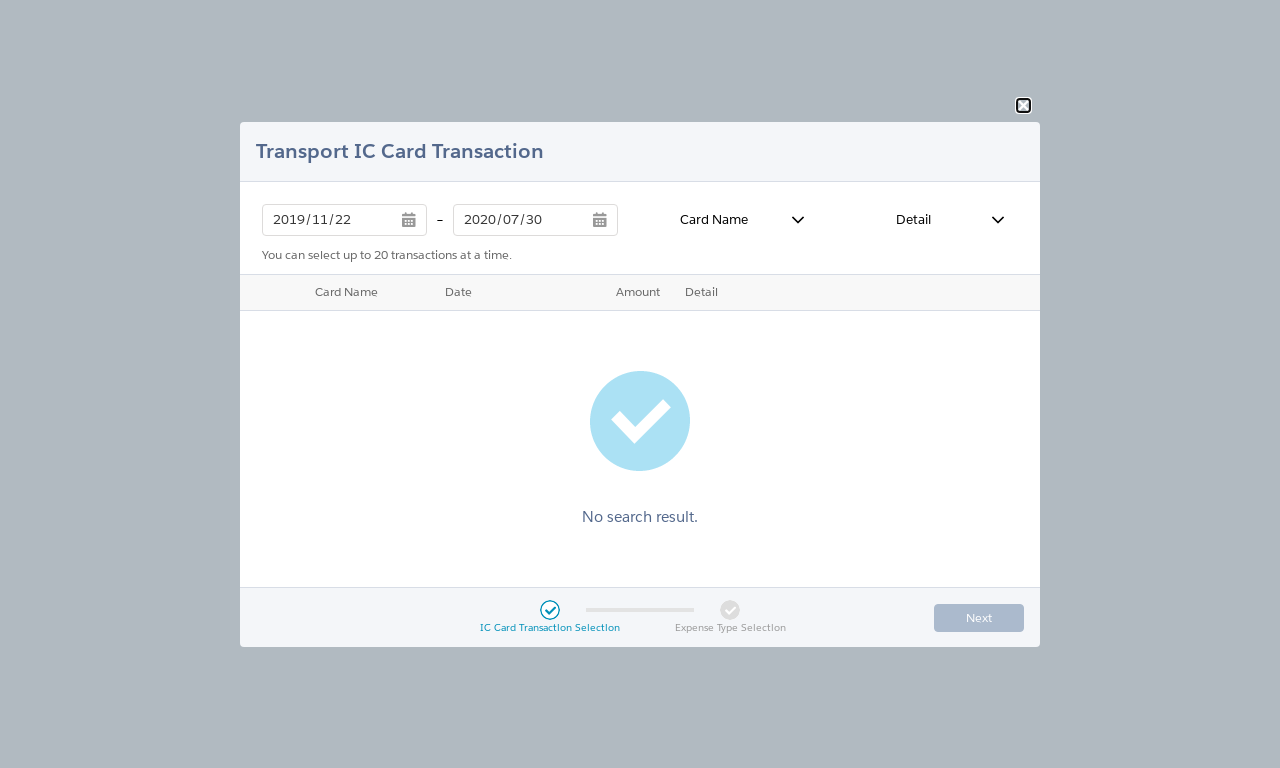 Transport IC Card Transaction
2019/11/22 – 2020/07/30 Card Name Detail
You can select up to 20 transactions at a time.
Card Name Date Amount Detail
No search result.
IC Card Transaction Selection Expense Type Selection Next